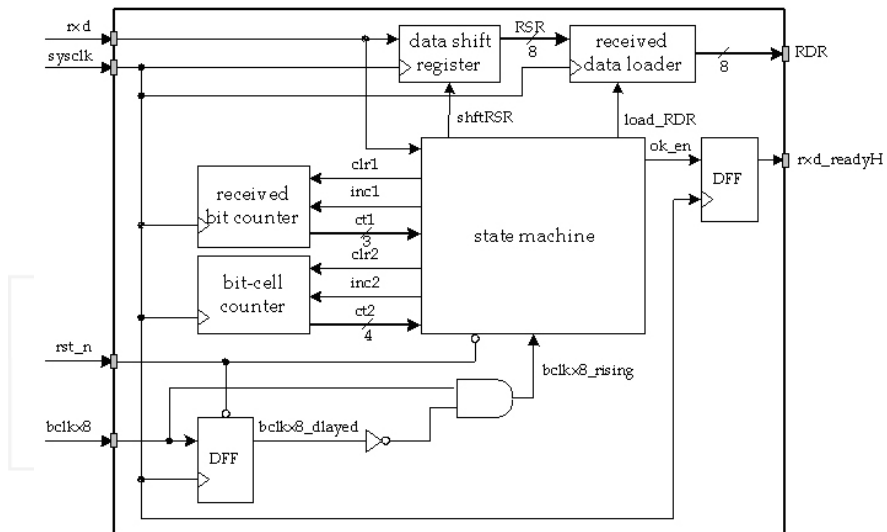 rxd
sysclk
data shift
register
RSR
8
received
data loader
8
RDR
shftRSR
load_RDR
ok_en
DFF
rxd_readyH
received
bit counter
clr1
inc1
ct1
3
state machine
bit-cell
counter
clr2
inc2
ct2
4
rst_n
bclkx8_rising
bclkx8
DFF
bclkx8_dlayed